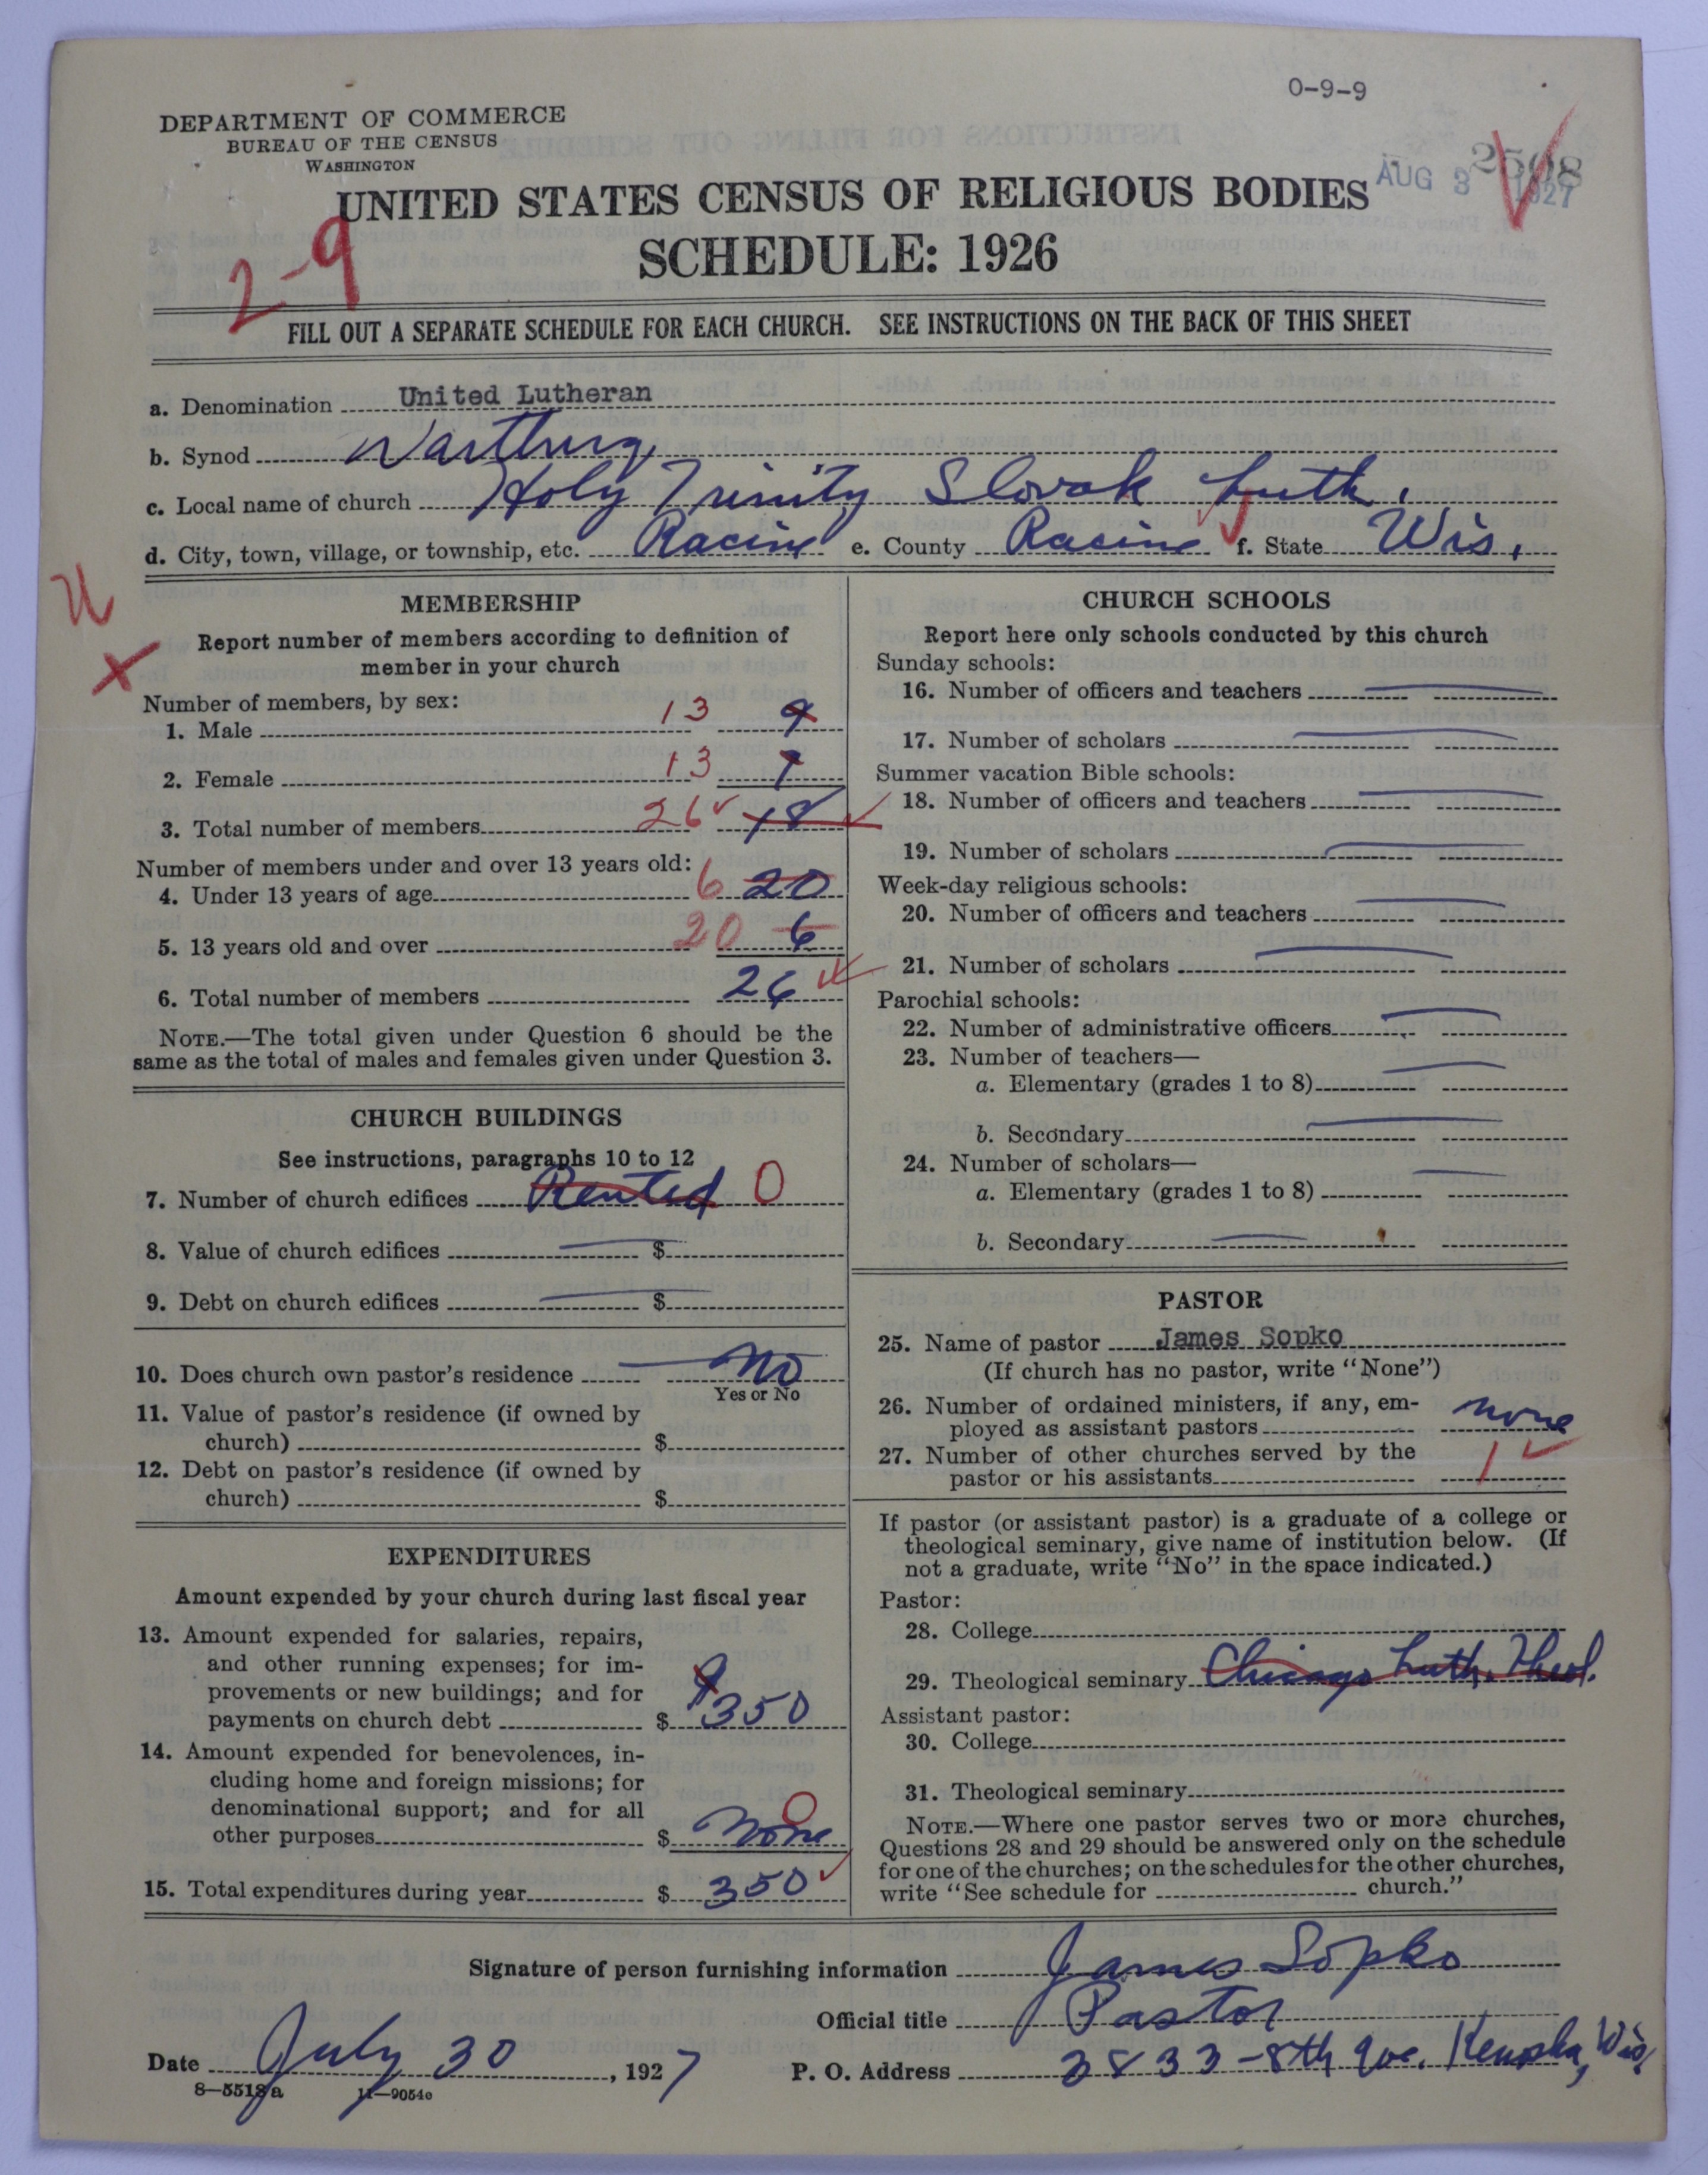 0-9-9
DEPARTMENT OF COMMERCE
BUREAU OF THE CENSUS
WASHINGTON
2508
AUG 3 1927
UNITED STATES CENSUS OF RELIGIOUS BODIES
SCHEDULE: 1926
2-9
FILL OUT A SEPARATE SCHEDULE FOR EACH CHURCH. SEE INSTRUCTIONS ON THE BACK OF THIS SHEET
a. Denomination United Lutheran
b. Synod Wartburg
c. Local name of church Holy Trinity Slovak Luth.
d. City, town, village, or township, etc. Racine e. County Racine f. State Wis.
MEMBERSHIP
Report number of members according to definition of
member in your church
Number of members, by sex:
1. Male 13 9
2. Female 13 9
3. Total number of members 26 18
Number of members under and over 13 years old:
4. Under 13 years of age 6 20
5. 13 years old and over 20 6
6. Total number of members 26
NOTE.—The total given under Question 6 should be the
same as the total of males and females given under Question 3.
CHURCH BUILDINGS
See instructions, paragraphs 10 to 12
7. Number of church edifices Rented 0
8. Value of church edifices $
9. Debt on church edifices $
10. Does church own pastor's residence No
Yes or No
11. Value of pastor's residence (if owned by
church) $
12. Debt on pastor's residence (if owned by
church) $
EXPENDITURES
Amount expended by your church during last fiscal year
13. Amount expended for salaries, repairs,
and other running expenses; for im-
provements or new buildings; and for
payments on church debt $ 350
14. Amount expended for benevolences, in-
cluding home and foreign missions; for
denominational support; and for all
other purposes $ None 0
15. Total expenditures during year $ 350
CHURCH SCHOOLS
Report here only schools conducted by this church
Sunday schools:
16. Number of officers and teachers
17. Number of scholars
Summer vacation Bible schools:
18. Number of officers and teachers
19. Number of scholars
Week-day religious schools:
20. Number of officers and teachers
21. Number of scholars
Parochial schools:
22. Number of administrative officers
23. Number of teachers—
a. Elementary (grades 1 to 8)
b. Secondary
24. Number of scholars—
a. Elementary (grades 1 to 8)
b. Secondary
PASTOR
25. Name of pastor James Sopko
(If church has no pastor, write "None")
26. Number of ordained ministers, if any, em-
ployed as assistant pastors none
27. Number of other churches served by the
pastor or his assistants 1
If pastor (or assistant pastor) is a graduate of a college or
theological seminary, give name of institution below. (If
not a graduate, write "No" in the space indicated.)
Pastor:
28. College
29. Theological seminary Chicago Luth. Theol.
Assistant pastor:
30. College
31. Theological seminary
NOTE.—Where one pastor serves two or more churches,
Questions 28 and 29 should be answered only on the schedule
for one of the churches; on the schedules for the other churches,
write "See schedule for church."
Signature of person furnishing information James Sopko
Official title Pastor
Date July 30, 1927 P. O. Address 3833-8th Ave. Kenosha, Wis.
8-5518a 11-9054o